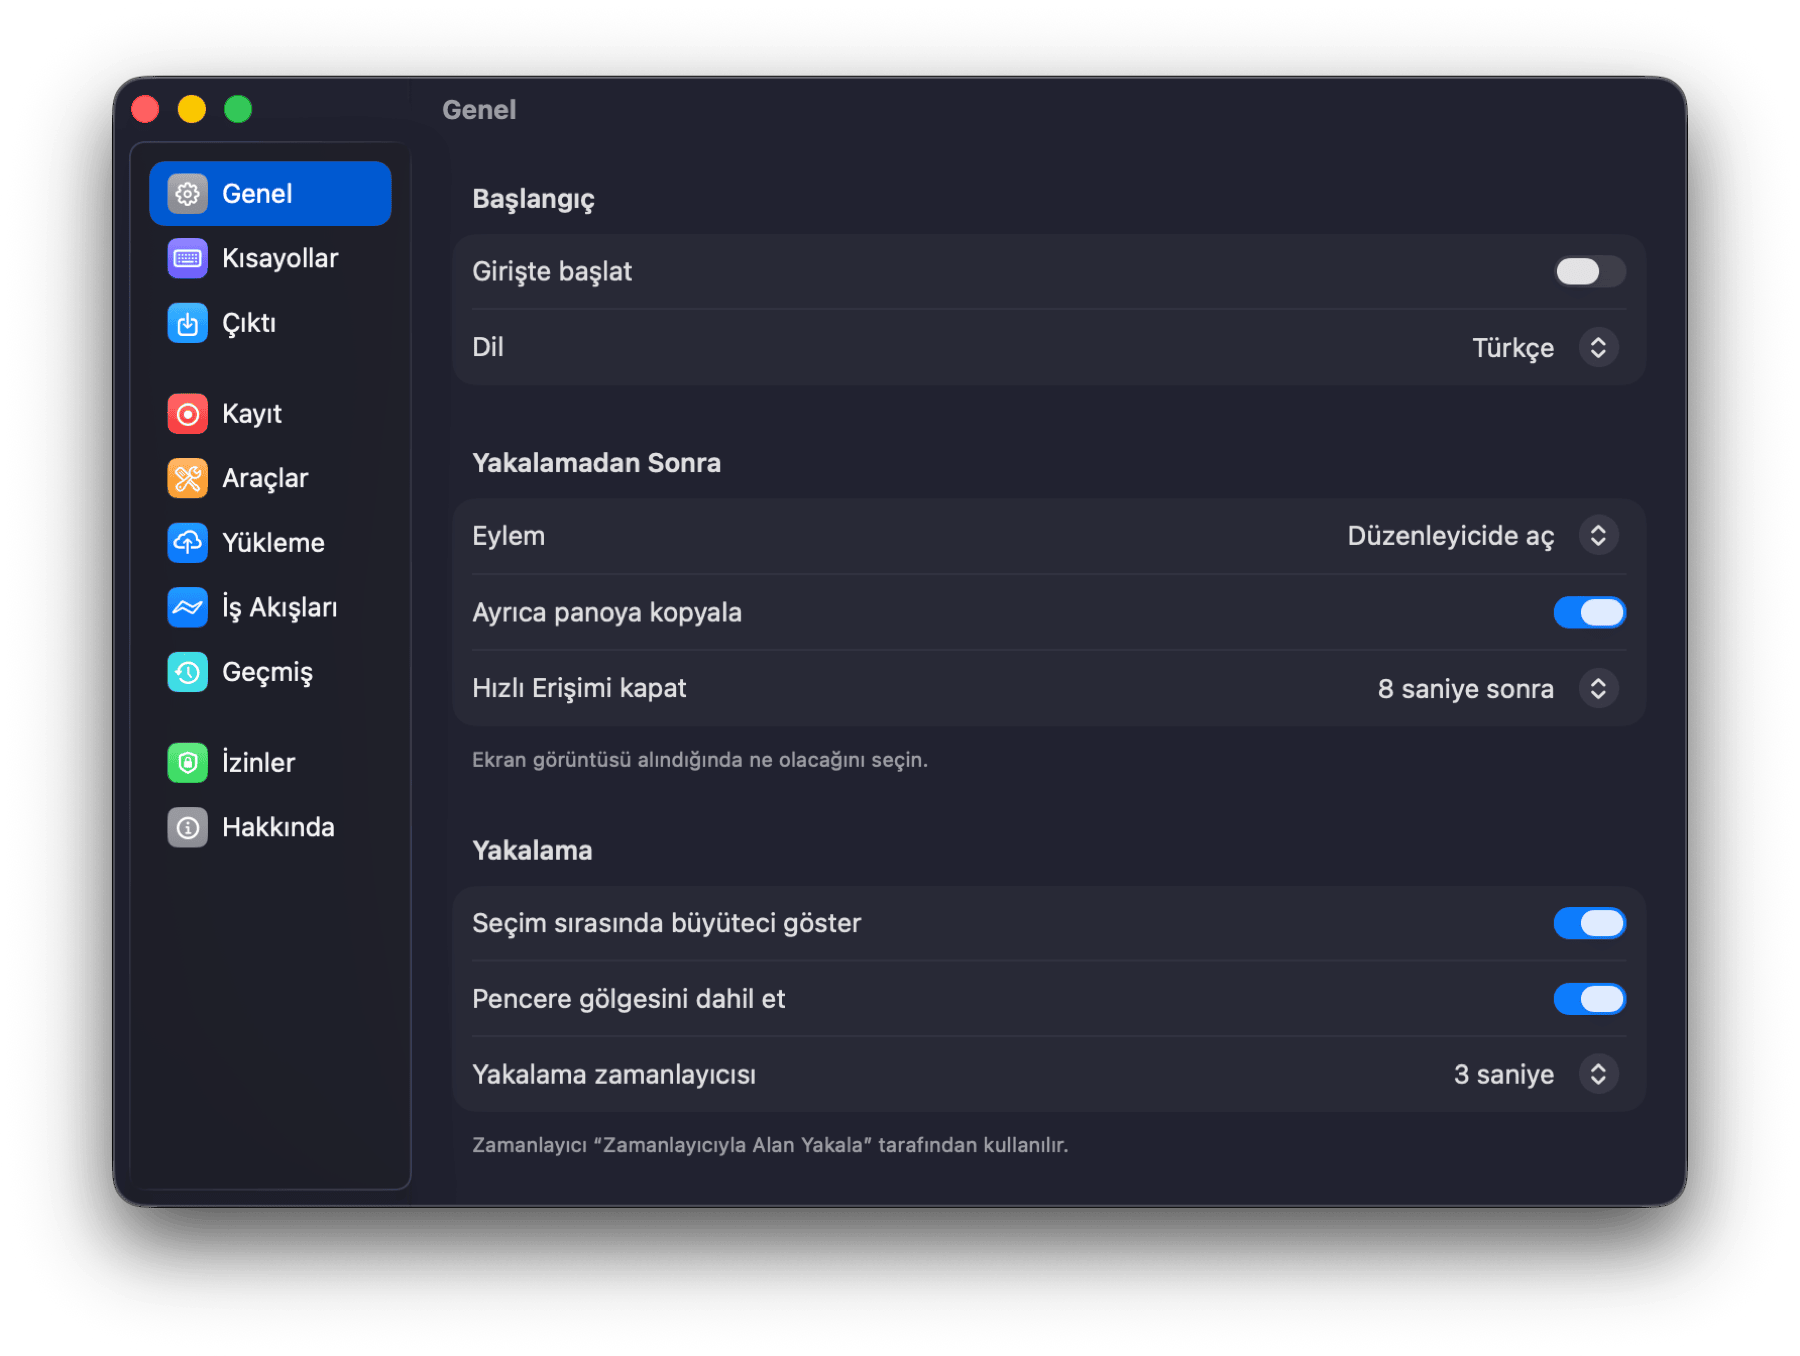 Genel
Genel
Kısayollar
Çıktı
Kayıt
Araçlar
Yükleme
İş Akışları
Geçmiş
İzinler
Hakkında
Başlangıç
Girişte başlat
Dil
Türkçe
Yakalamadan Sonra
Eylem
Düzenleyicide aç
Ayrıca panoya kopyala
Hızlı Erişimi kapat
8 saniye sonra
Ekran görüntüsü alındığında ne olacağını seçin.
Yakalama
Seçim sırasında büyüteci göster
Pencere gölgesini dahil et
Yakalama zamanlayıcısı
3 saniye
Zamanlayıcı “Zamanlayıcıyla Alan Yakala” tarafından kullanılır.